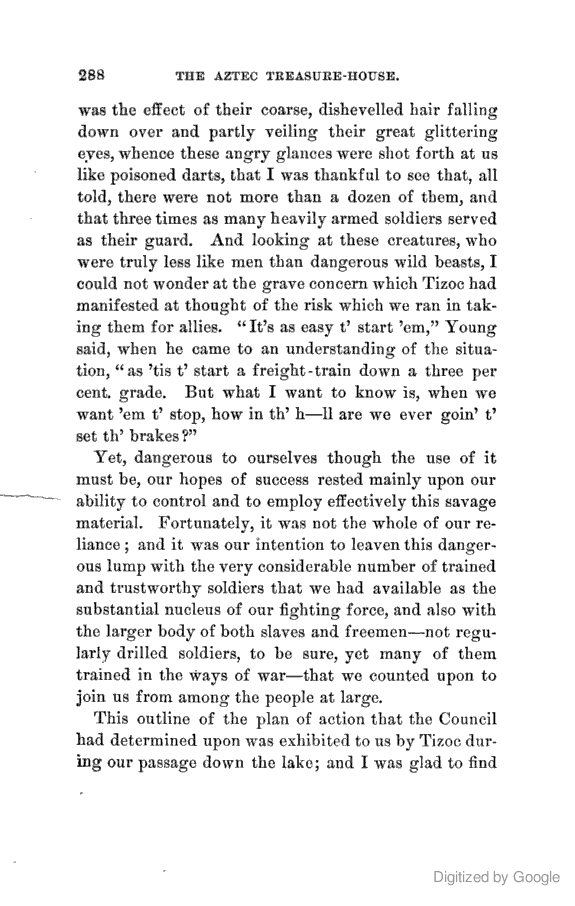 288 THE AZTEC TREASURE-HOUSE.
was the effect of their coarse, dishevelled hair falling
down over and partly veiling their great glittering
eyes, whence these angry glances were shot forth at us
like poisoned darts, that I was thankful to see that, all
told, there were not more than a dozen of them, and
that three times as many heavily armed soldiers served
as their guard. And looking at these creatures, who
were truly less like men than dangerous wild beasts, I
could not wonder at the grave concern which Tizoc had
manifested at thought of the risk which we ran in tak-
ing them for allies. “It’s as easy t’ start ’em,” Young
said, when he came to an understanding of the situa-
tion, “as ’tis t’ start a freight-train down a three per
cent. grade. But what I want to know is, when we
want ’em t’ stop, how in th’ h—ll are we ever goin’ t’
set th’ brakes?”
Yet, dangerous to ourselves though the use of it
must be, our hopes of success rested mainly upon our
ability to control and to employ effectively this savage
material. Fortunately, it was not the whole of our re-
liance; and it was our intention to leaven this danger-
ous lump with the very considerable number of trained
and trustworthy soldiers that we had available as the
substantial nucleus of our fighting force, and also with
the larger body of both slaves and freemen—not regu-
larly drilled soldiers, to be sure, yet many of them
trained in the ways of war—that we counted upon to
join us from among the people at large.
This outline of the plan of action that the Council
had determined upon was exhibited to us by Tizoc dur-
ing our passage down the lake; and I was glad to find
Digitized by Google